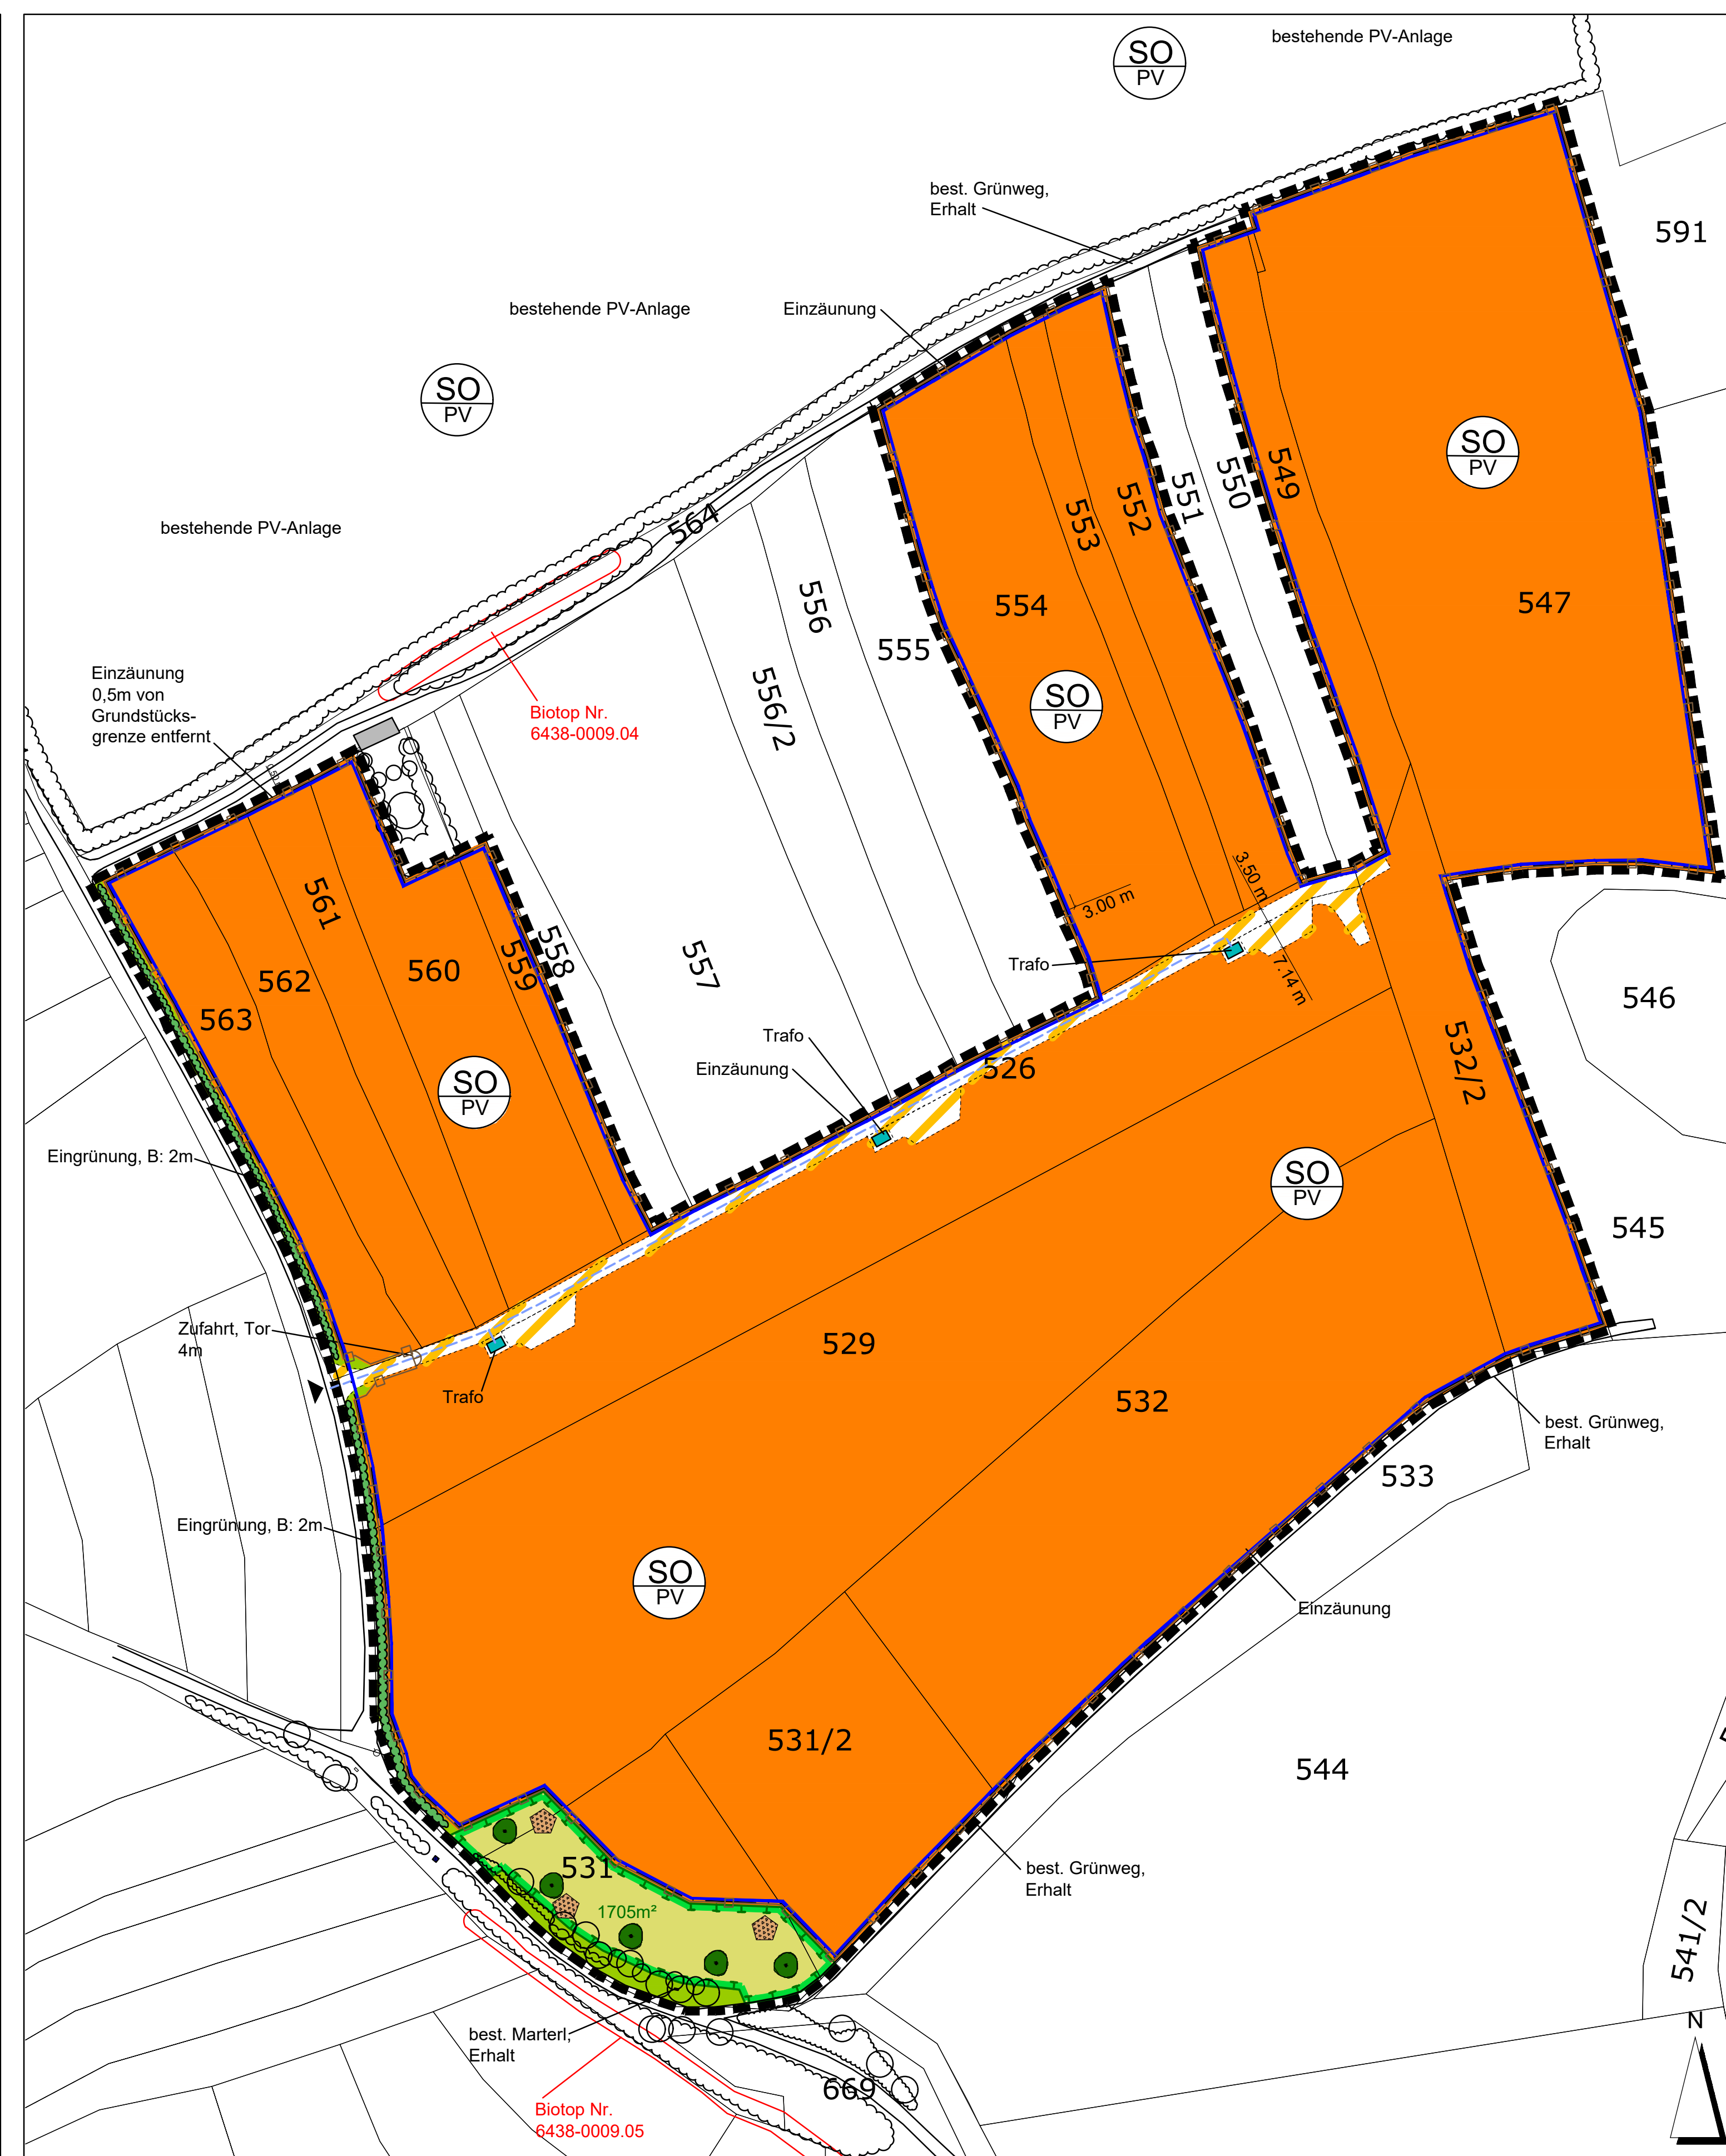 SO
PV
bestehende PV-Anlage
best. Grünweg,
Erhalt
591
bestehende PV-Anlage
Einzäunung
SO
PV
SO
PV
549
550
551
552
553
564
bestehende PV-Anlage
556
554
547
555
Einzäunung
0,5m von
Grundstücks-
grenze entfernt
Biotop Nr.
6438-0009.04
556/2
SO
PV
561
3.50 m
3.00 m
558
559
560
562
557
563
Trafo
7.14 m
546
Trafo
Einzäunung
526
532/2
SO
PV
Eingrünung, B: 2m
SO
PV
545
Zufahrt, Tor
4m
529
Trafo
532
best. Grünweg,
Erhalt
533
Eingrünung, B: 2m
SO
PV
Einzäunung
531/2
544
531
best. Grünweg,
Erhalt
1705m²
541/2
N
best. Marterl,
Erhalt
669
Biotop Nr.
6438-0009.05